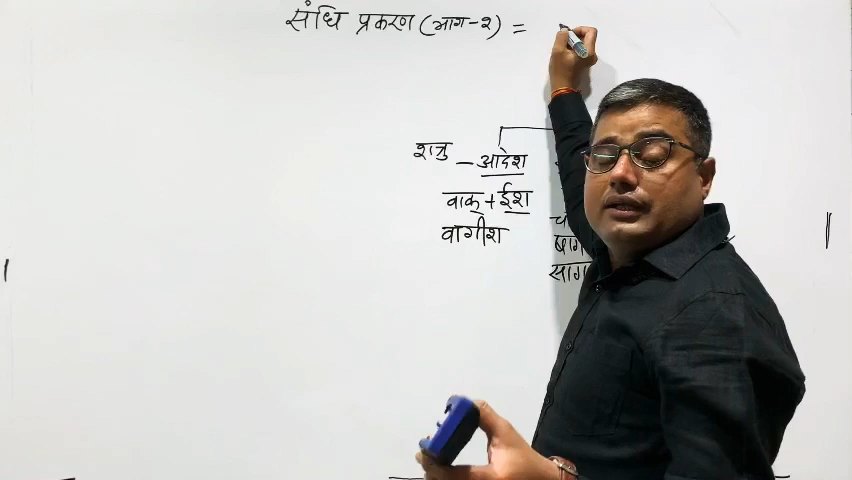 संधि प्रकरण (भाग-२) =
शत्रु - आदेश
वाक् + ईश
वागीश